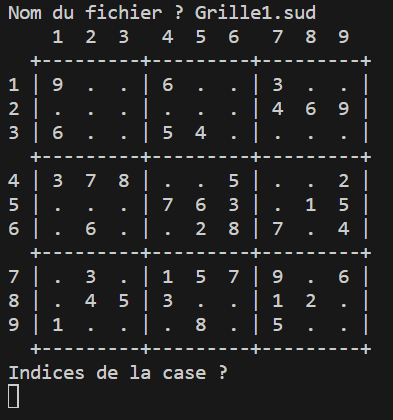 Nom du fichier ? Grille1.sud
    1  2  3   4  5  6   7  8  9
  +---------+---------+---------+
1 | 9  .  . | 6  .  . | 3  .  . |
2 | .  .  . | .  .  . | 4  6  9 |
3 | 6  .  . | 5  4  . | .  .  . |
  +---------+---------+---------+
4 | 3  7  8 | .  .  5 | .  .  2 |
5 | .  .  . | 7  6  3 | .  1  5 |
6 | .  6  . | .  2  8 | 7  .  4 |
  +---------+---------+---------+
7 | .  3  . | 1  5  7 | 9  .  6 |
8 | .  4  5 | 3  .  . | 1  2  . |
9 | 1  .  . | .  8  . | 5  .  . |
  +---------+---------+---------+
Indices de la case ?